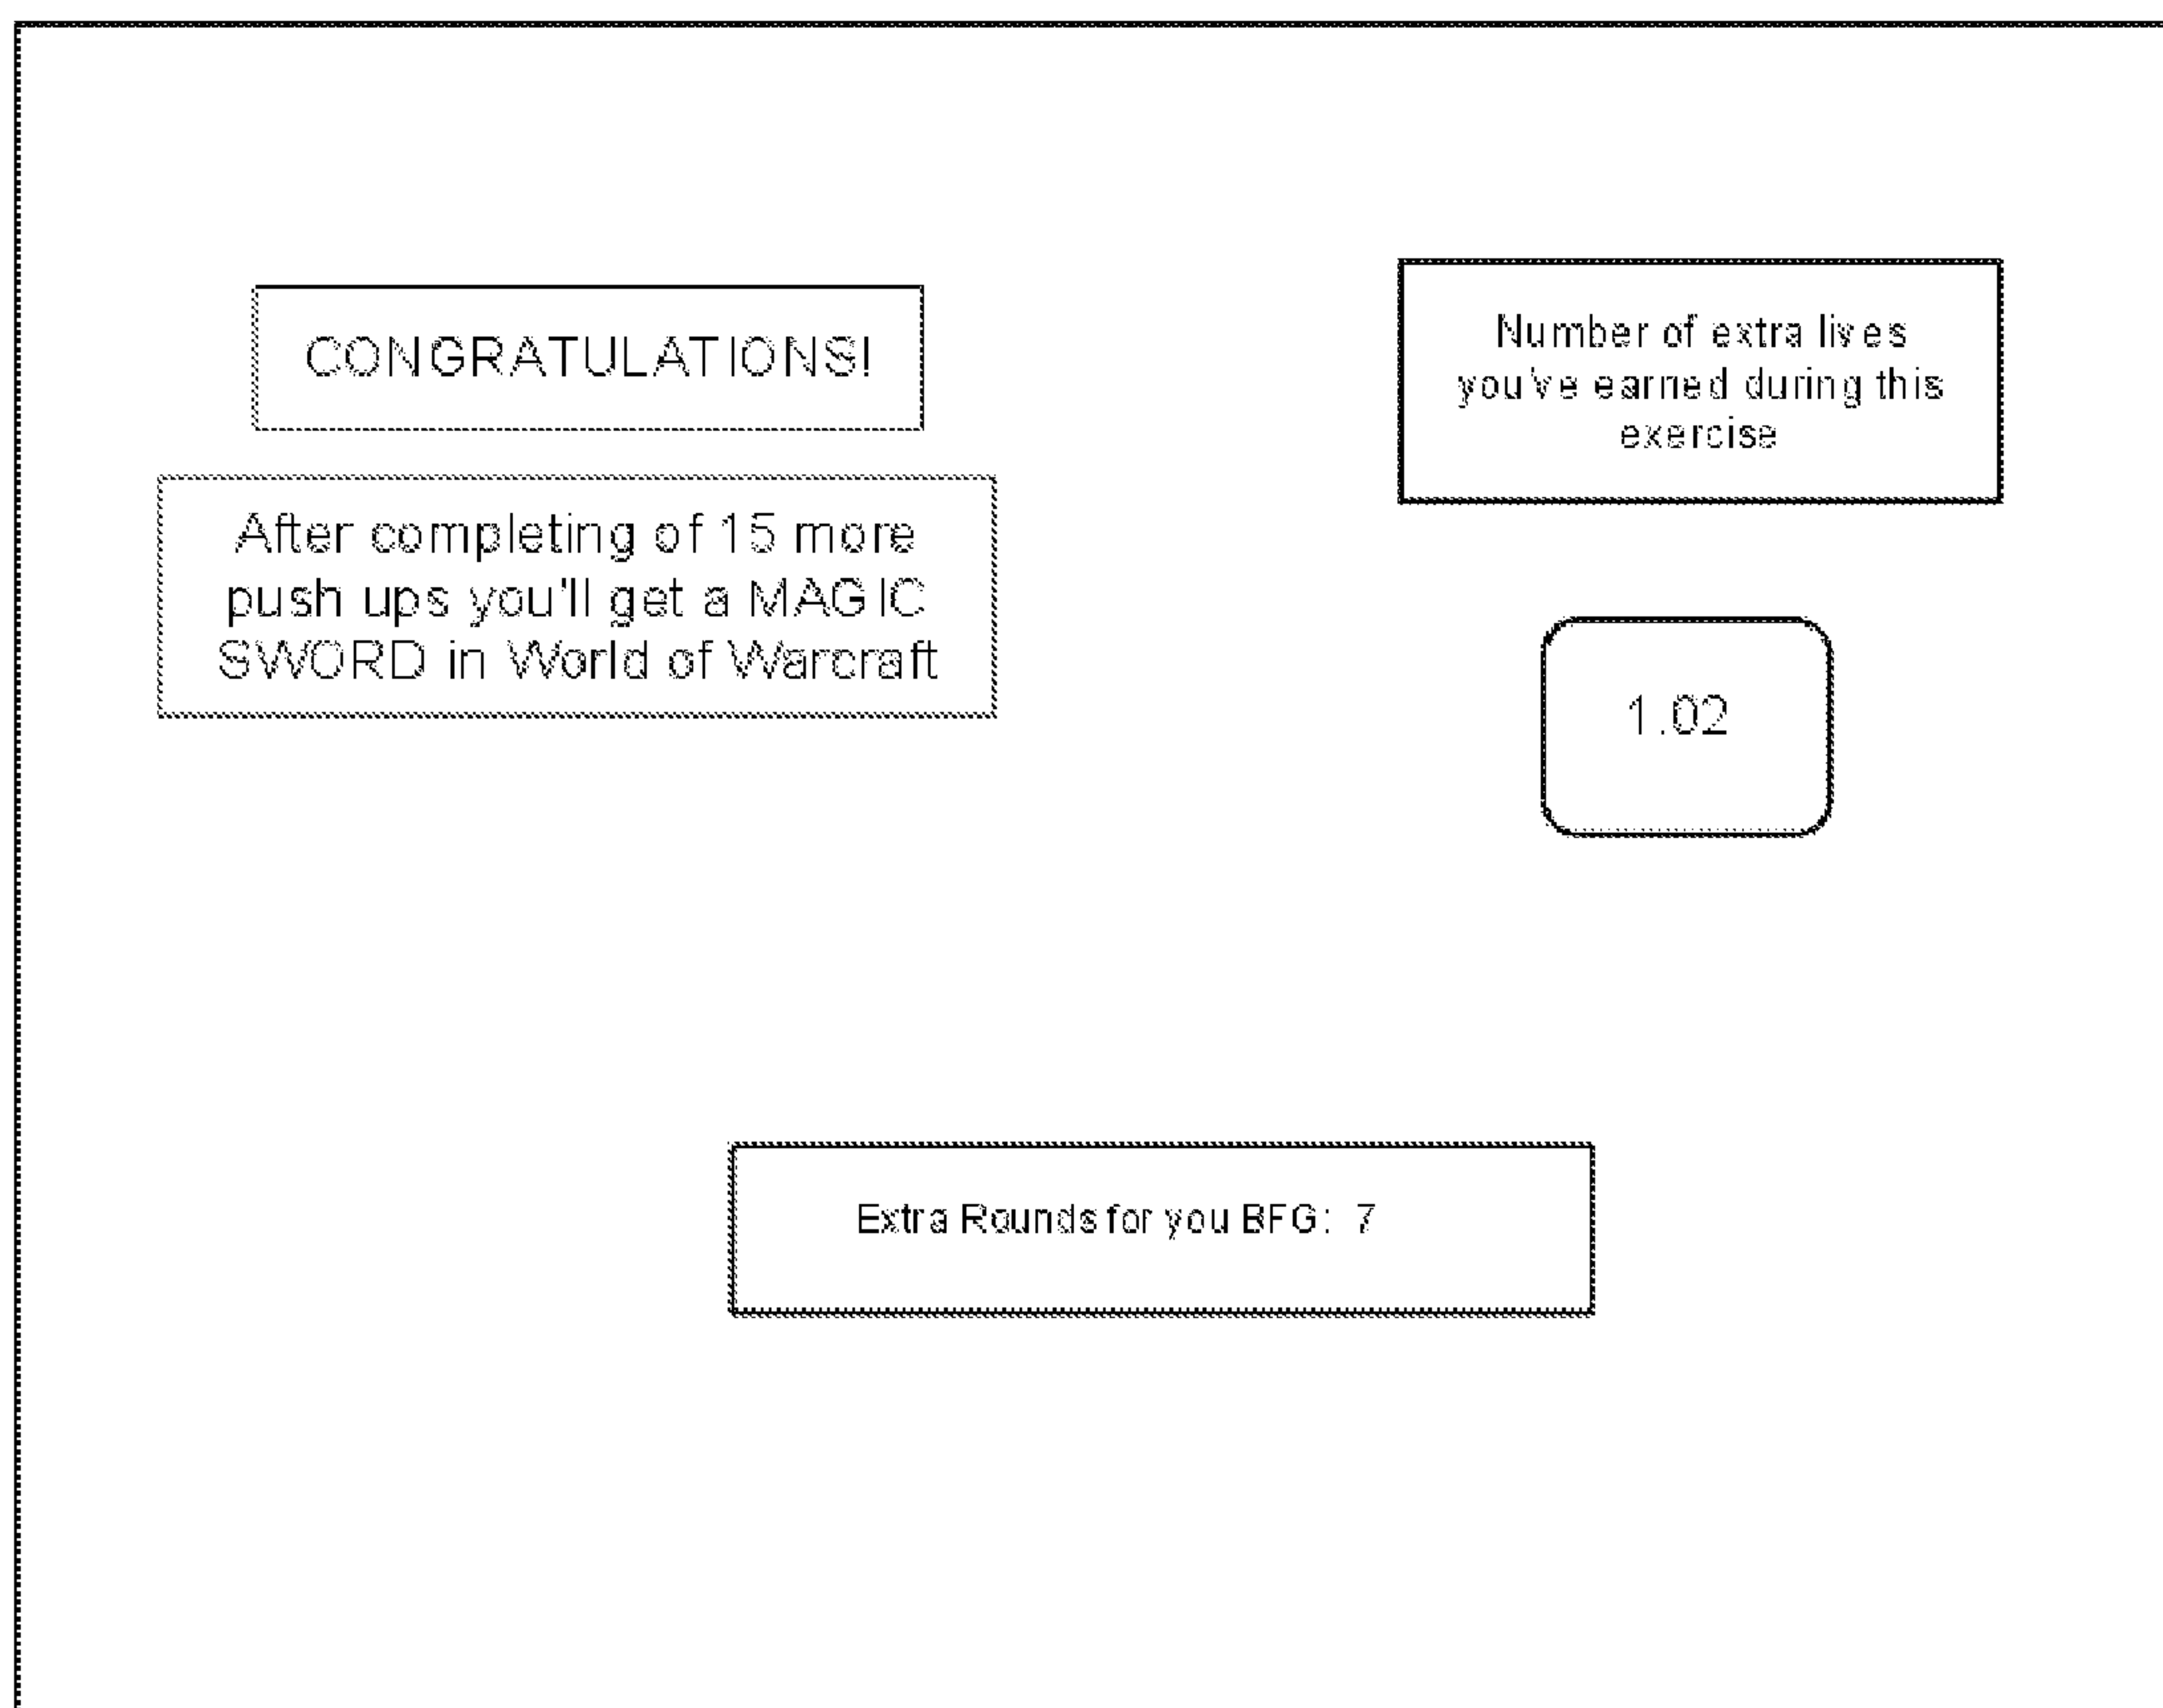 CONGRATULATIONS!
After completing of 15 more
push ups you'll get a MAGIC
SWORD in World of Warcraft
Number of extra lives
you've earned during this
exercise
1.02
Extra Rounds for you BFG: 7